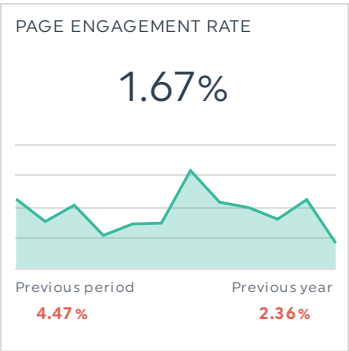 PAGE ENGAGEMENT RATE
1.67%
Previous period
Previous year
4.47%
2.36%